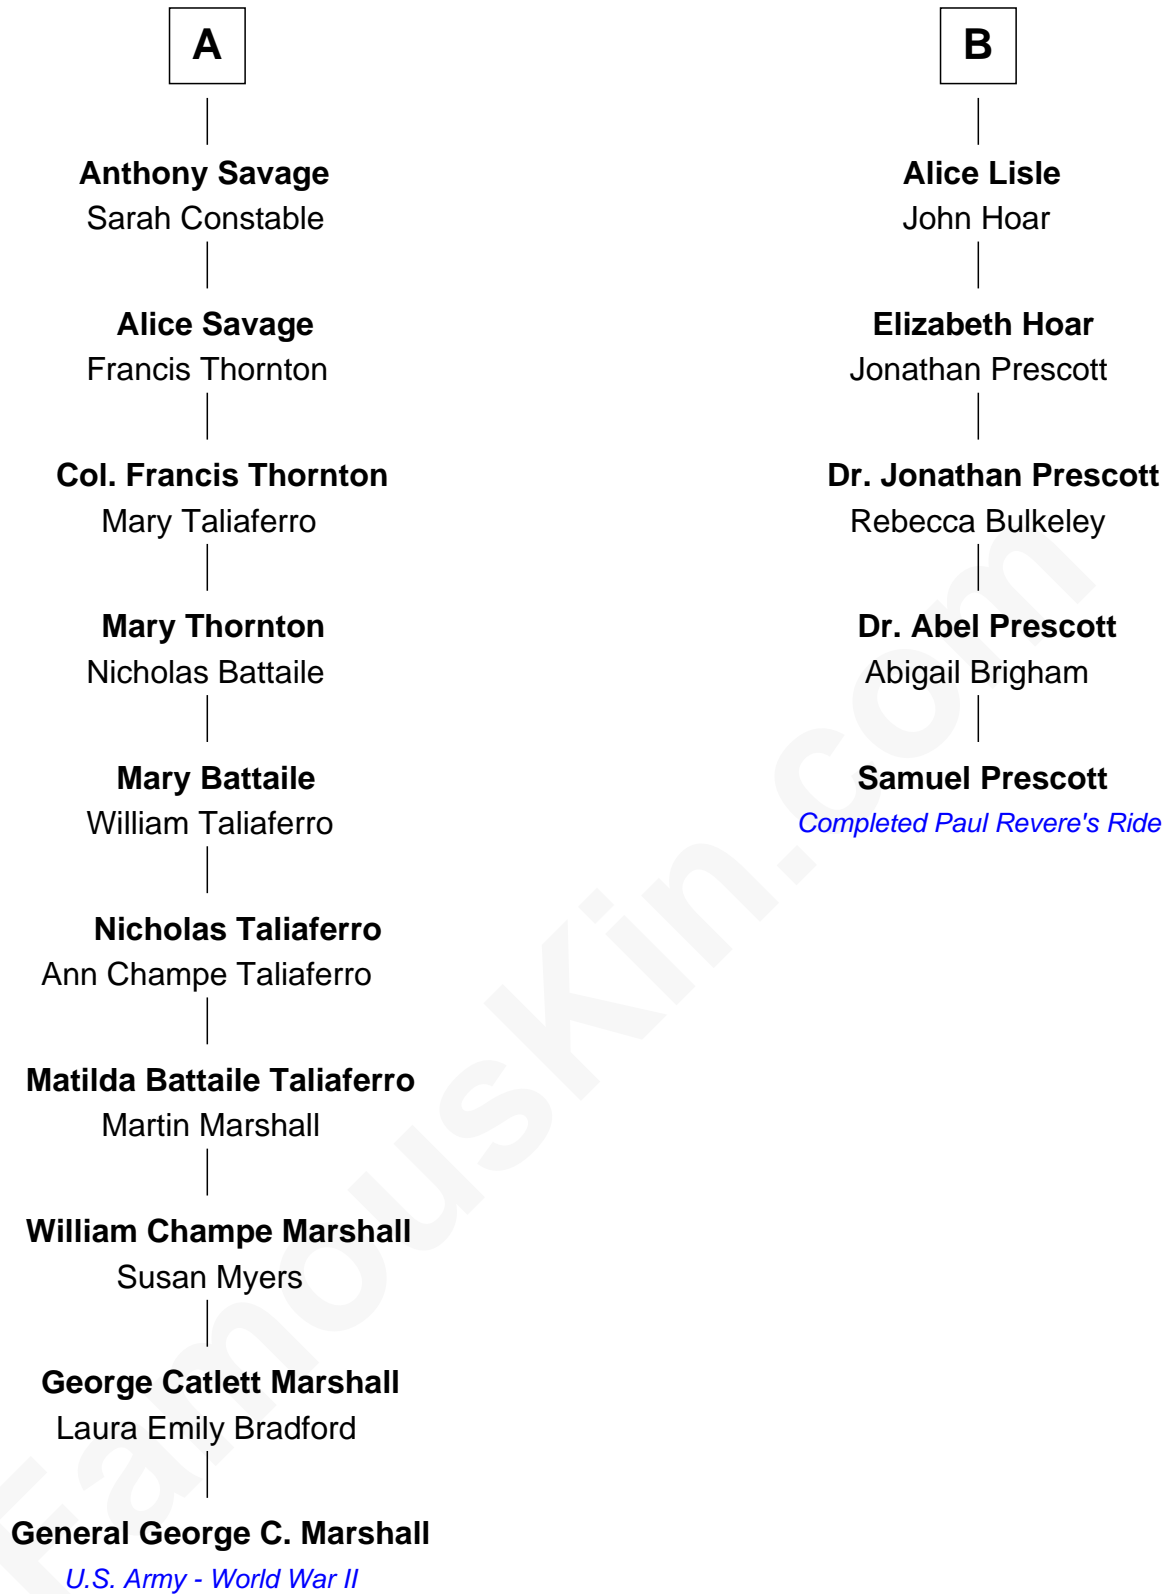 A
Anthony Savage
Sarah Constable
Alice Savage
Francis Thornton
Col. Francis Thornton
Mary Taliaferro
Mary Thornton
Nicholas Battaile
Mary Battaile
William Taliaferro
Nicholas Taliaferro
Ann Champe Taliaferro
Matilda Battaile Taliaferro
Martin Marshall
William Champe Marshall
Susan Myers
George Catlett Marshall
Laura Emily Bradford
General George C. Marshall
U.S. Army - World War II
B
Alice Lisle
John Hoar
Elizabeth Hoar
Jonathan Prescott
Dr. Jonathan Prescott
Rebecca Bulkeley
Dr. Abel Prescott
Abigail Brigham
Samuel Prescott
Completed Paul Revere's Ride
FamousKin.com